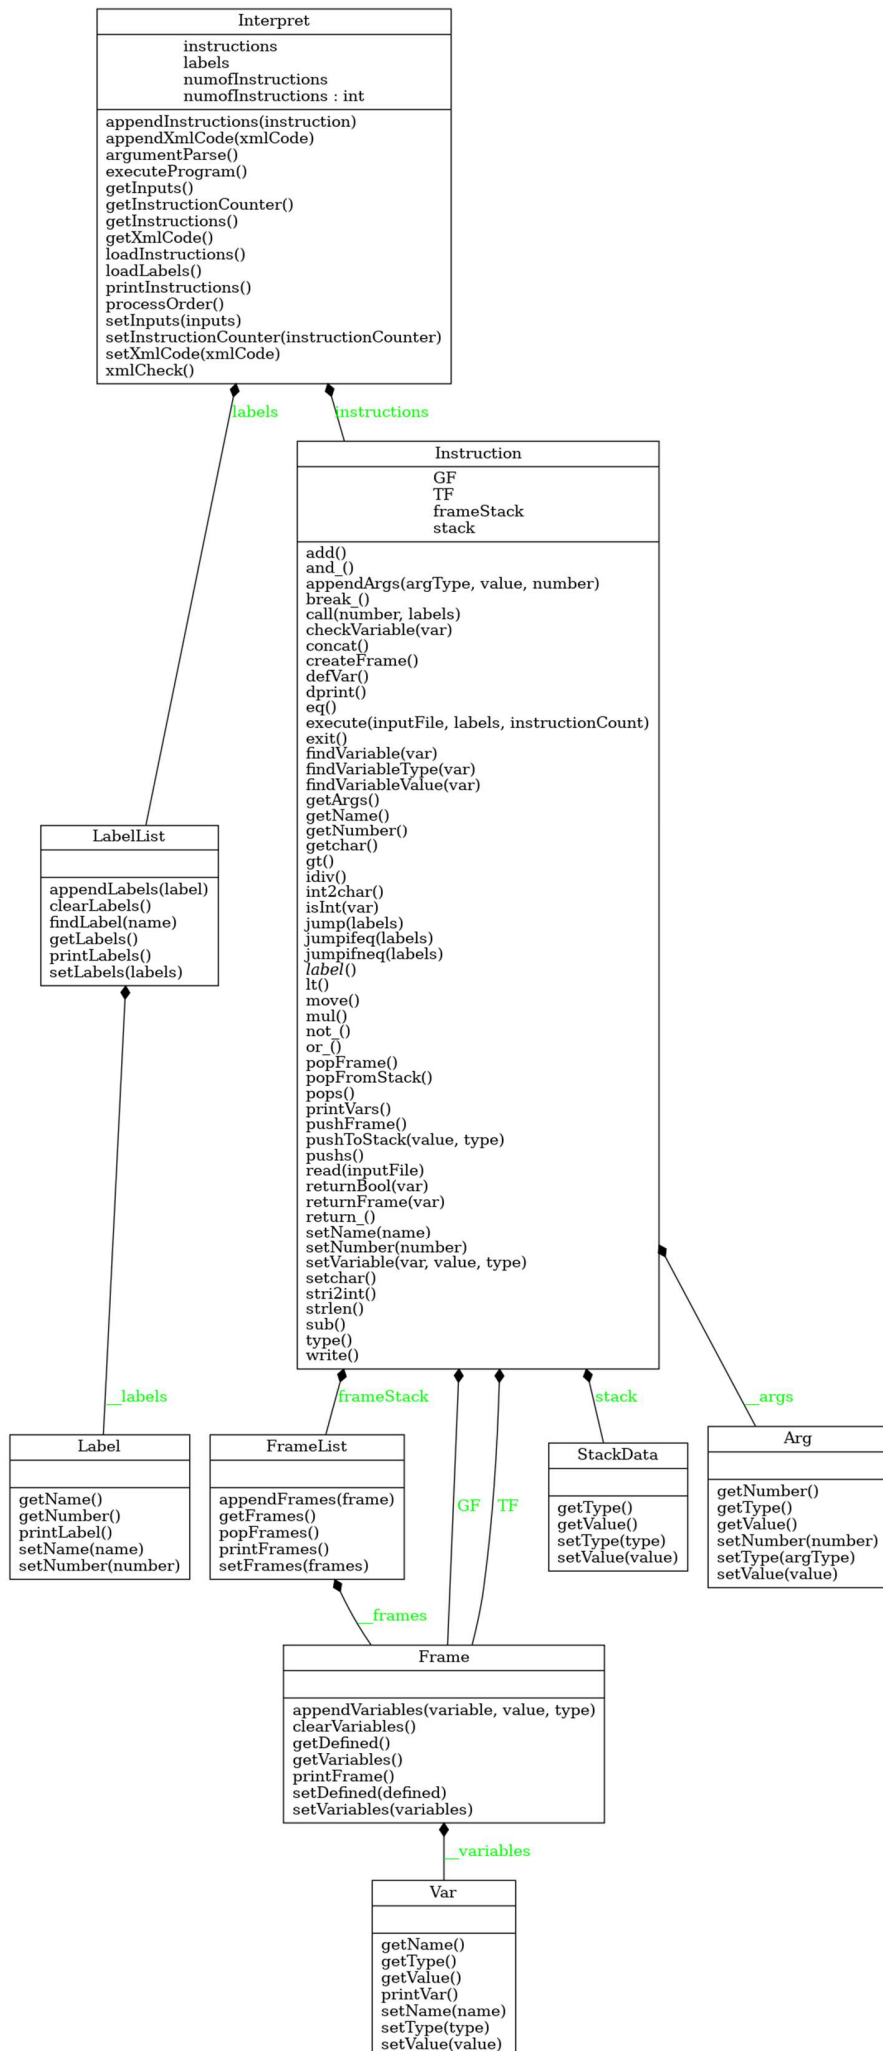 Interpret
instructions
labels
numofInstructions
numofInstructions : int
appendInstructions(instruction)
appendXmlCode(xmlCode)
argumentParse()
executeProgram()
getInputs()
getInstructionCounter()
getInstructions()
getXmlCode()
loadInstructions()
loadLabels()
printInstructions()
processOrder()
setInputs(inputs)
setInstructionCounter(instructionCounter)
setXmlCode(xmlCode)
xmlCheck()
labels
instructions
Instruction
GF
TF
frameStack
stack
add()
and_()
appendArgs(argType, value, number)
break_()
call(number, labels)
checkVariable(var)
concat()
createFrame()
defVar()
dprint()
eq()
execute(inputFile, labels, instructionCount)
exit()
findVariable(var)
findVariableType(var)
findVariableValue(var)
getArgs()
getName()
getNumber()
getchar()
gt()
idiv()
int2char()
isInt(var)
jump(labels)
jumpifeq(labels)
jumpifneq(labels)
label()
lt()
move()
mul()
not_()
or_()
popFrame()
popFromStack()
pops()
printVars()
pushFrame()
pushToStack(value, type)
pushs()
read(inputFile)
returnBool(var)
returnFrame(var)
return_()
setName(name)
setNumber(number)
setVariable(var, value, type)
setchar()
stri2int()
strlen()
sub()
type()
write()
LabelList
appendLabels(label)
clearLabels()
findLabel(name)
getLabels()
printLabels()
setLabels(labels)
__labels
frameStack
stack
__args
Label
getName()
getNumber()
printLabel()
setName(name)
setNumber(number)
FrameList
appendFrames(frame)
getFrames()
popFrames()
printFrames()
setFrames(frames)
GF
TF
StackData
getType()
getValue()
setType(type)
setValue(value)
Arg
getNumber()
getType()
getValue()
setNumber(number)
setType(argType)
setValue(value)
__frames
Frame
appendVariables(variable, value, type)
clearVariables()
getDefined()
getVariables()
printFrame()
setDefined(defined)
setVariables(variables)
__variables
Var
getName()
getType()
getValue()
printVar()
setName(name)
setType(type)
setValue(value)